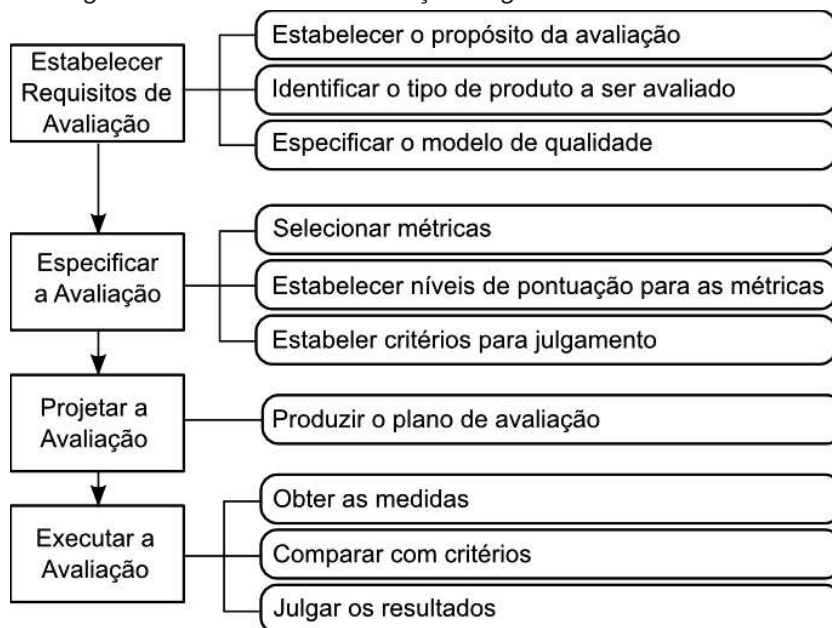 Estabelecer
Requisitos de
Avaliação
Estabelecer o propósito da avaliação
Identificar o tipo de produto a ser avaliado
Especificar o modelo de qualidade
Especificar
a Avaliação
Selecionar métricas
Estabelecer níveis de pontuação para as métricas
Estabeler critérios para julgamento
Projetar a
Avaliação
Produzir o plano de avaliação
Executar a
Avaliação
Obter as medidas
Comparar com critérios
Julgar os resultados